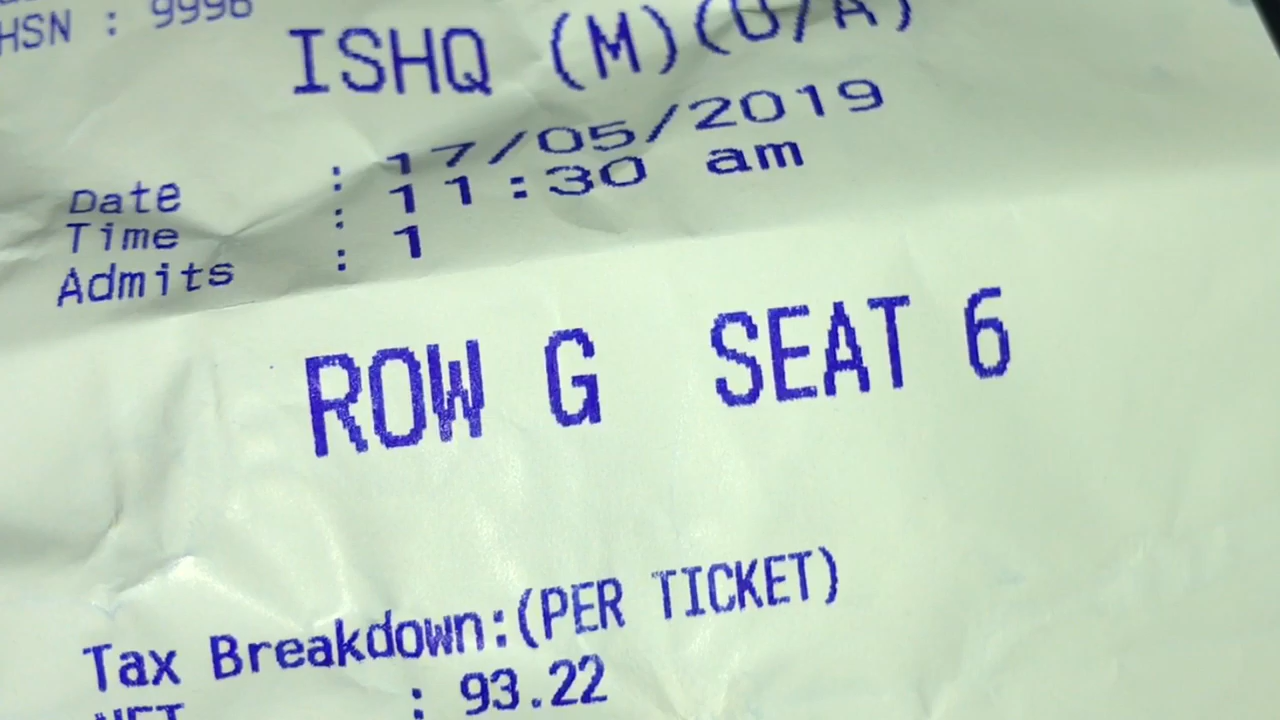 HSN : 9996
ISHQ (M)(U/A)
Date : 17/05/2019
Time : 11:30 am
Admits : 1
ROW G SEAT 6
Tax Breakdown:(PER TICKET)
NET : 93.22